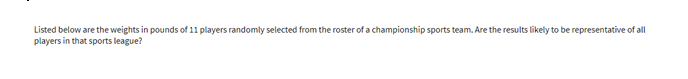 Listed below are the weights in pounds of 11 players randomly selected from the roster of a championship sports team. Are the results likely to be representative of all
players in that sports league?